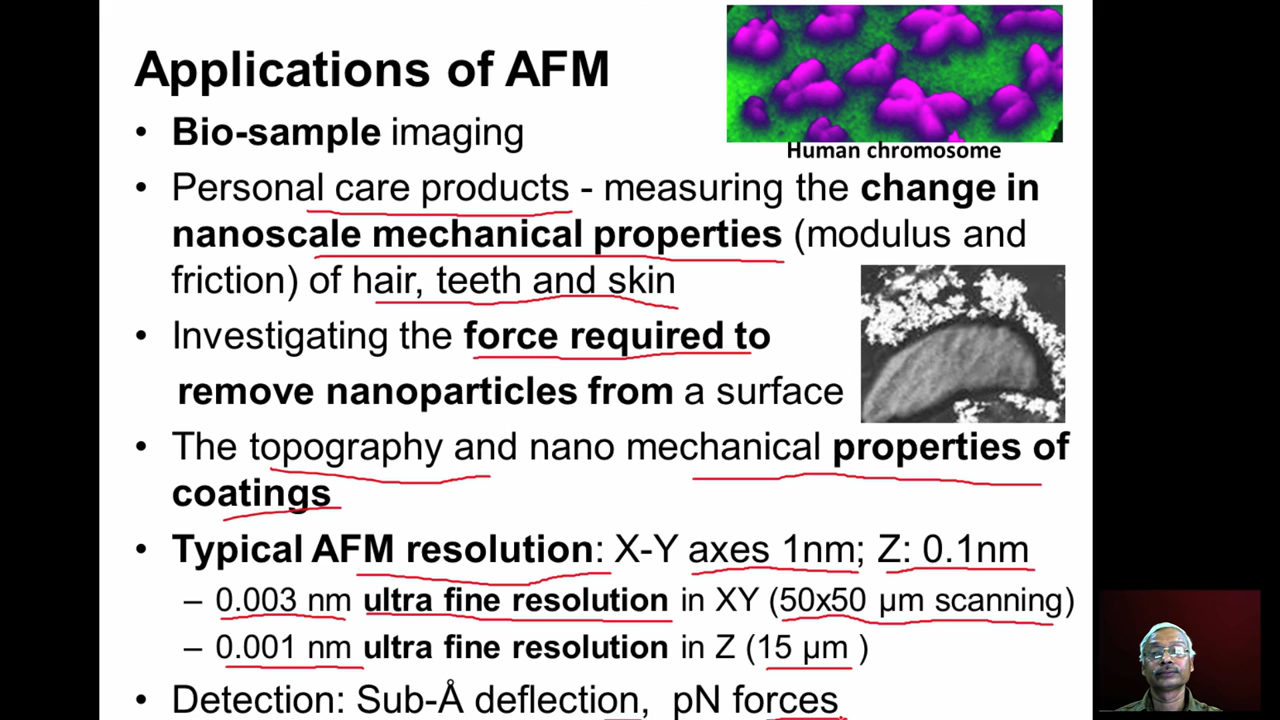 Applications of AFM
Human chromosome
• Bio-sample imaging
• Personal care products - measuring the change in
nanoscale mechanical properties (modulus and
friction) of hair, teeth and skin
• Investigating the force required to
remove nanoparticles from a surface
• The topography and nano mechanical properties of
coatings
• Typical AFM resolution: X-Y axes 1nm; Z: 0.1nm
– 0.003 nm ultra fine resolution in XY (50x50 µm scanning)
– 0.001 nm ultra fine resolution in Z (15 µm )
• Detection: Sub-Å deflection, pN forces.